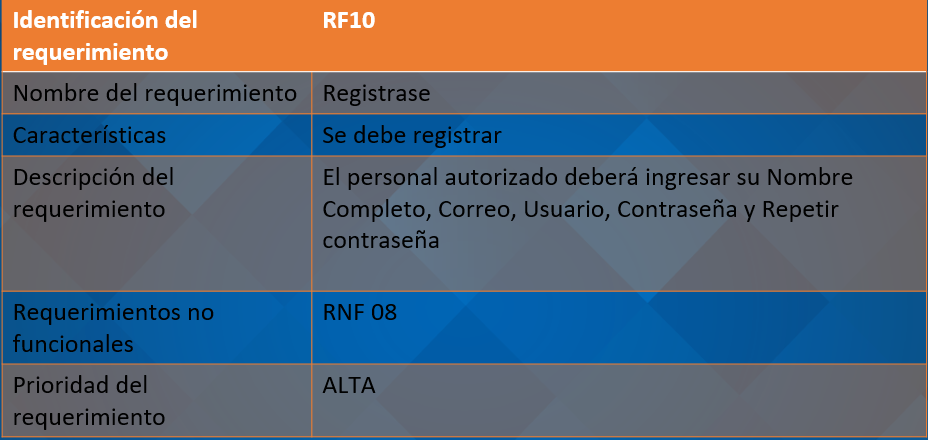 Identificación del
requerimiento
RF10
Nombre del requerimiento
Registrase
Características
Se debe registrar
Descripción del
requerimiento
El personal autorizado deberá ingresar su Nombre
Completo, Correo, Usuario, Contraseña y Repetir
contraseña
Requerimientos no
funcionales
RNF 08
Prioridad del
requerimiento
ALTA